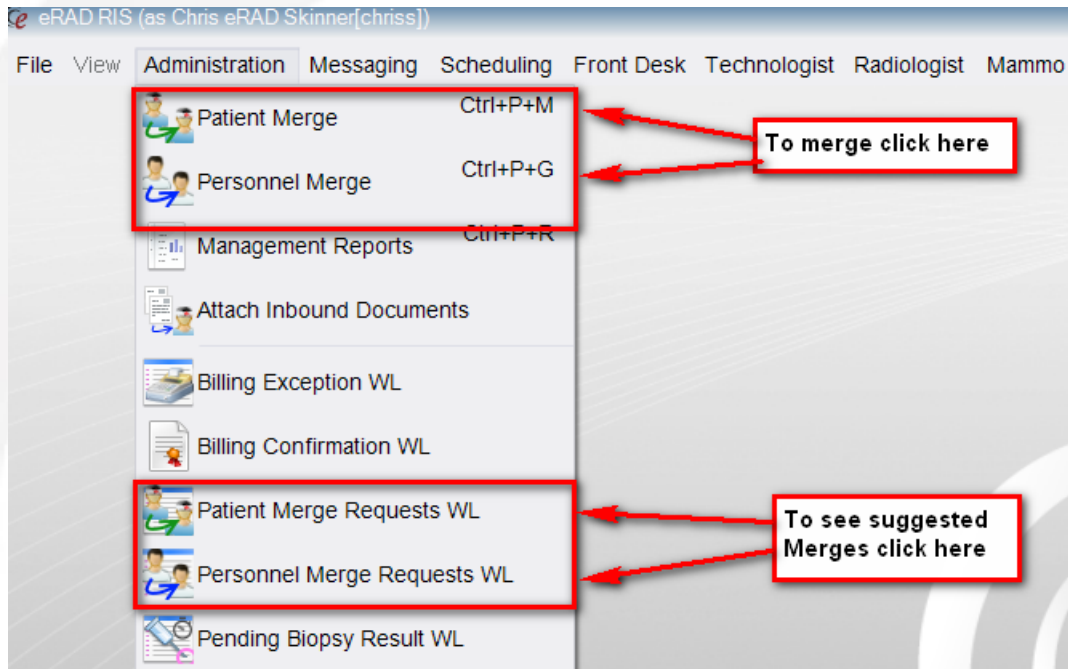 eRAD RIS (as Chris eRAD Skinner[chriss])
File View Administration Messaging Scheduling Front Desk Technologist Radiologist Mammo
Patient Merge Ctrl+P+M
To merge click here
Personnel Merge Ctrl+P+G
Management Reports Ctrl+P+R
Attach Inbound Documents
Billing Exception WL
Billing Confirmation WL
Patient Merge Requests WL
To see suggested
Merges click here
Personnel Merge Requests WL
Pending Biopsy Result WL